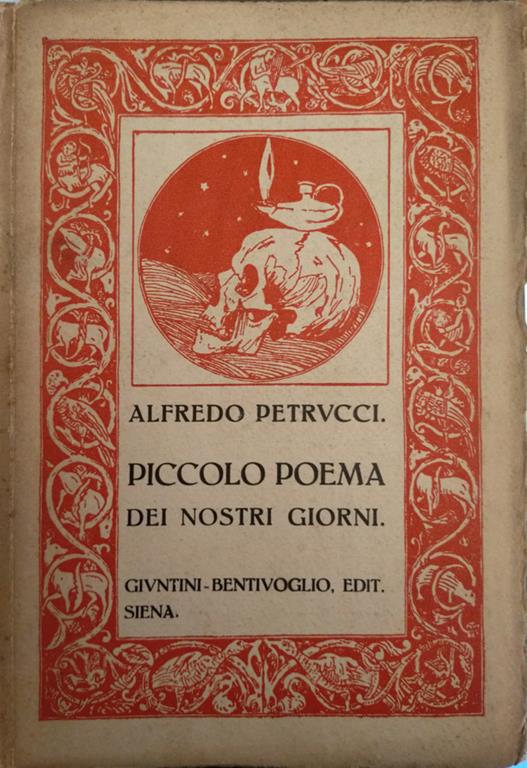 ALFREDO PETRVCCI.
PICCOLO POEMA
DEI NOSTRI GIORNI.
GIVNTINI-BENTIVOGLIO, EDIT.
SIENA.